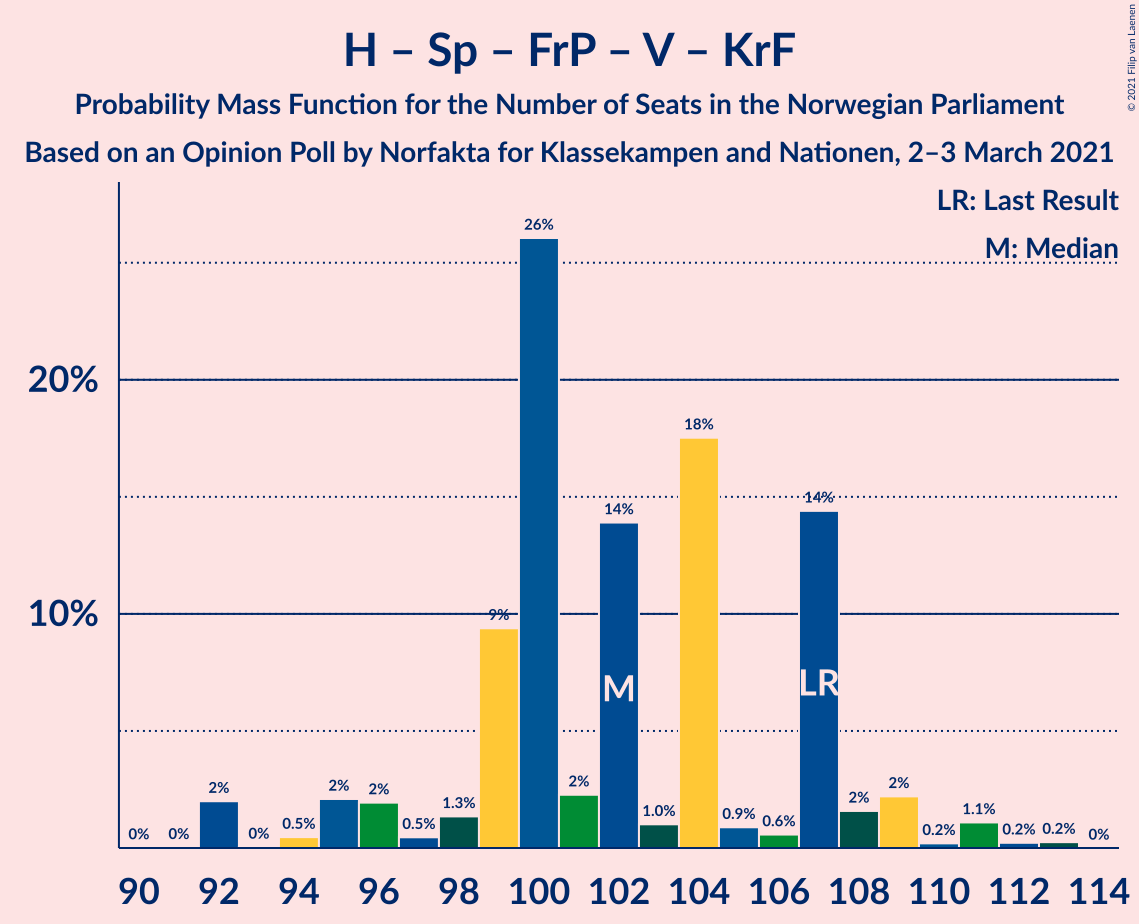 H – Sp – FrP – V – KrF
Probability Mass Function for the Number of Seats in the Norwegian Parliament
Based on an Opinion Poll by Norfakta for Klassekampen and Nationen, 2–3 March 2021
© 2021 Filip van Laenen
LR: Last Result
M: Median
20%
10%
0% 0% 2% 0% 0.5% 2% 2% 0.5% 1.3% 9% 26% 2% 14% 1.0% 18% 0.9% 0.6% 14% 2% 2% 0.2% 1.1% 0.2% 0.2% 0%
M LR
90 92 94 96 98 100 102 104 106 108 110 112 114